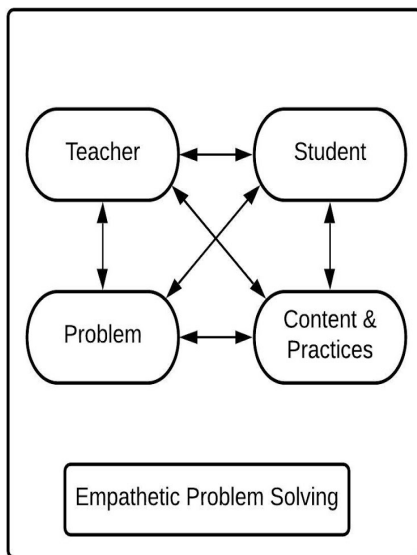 Teacher
Student
Problem
Content &
Practices
Empathetic Problem Solving